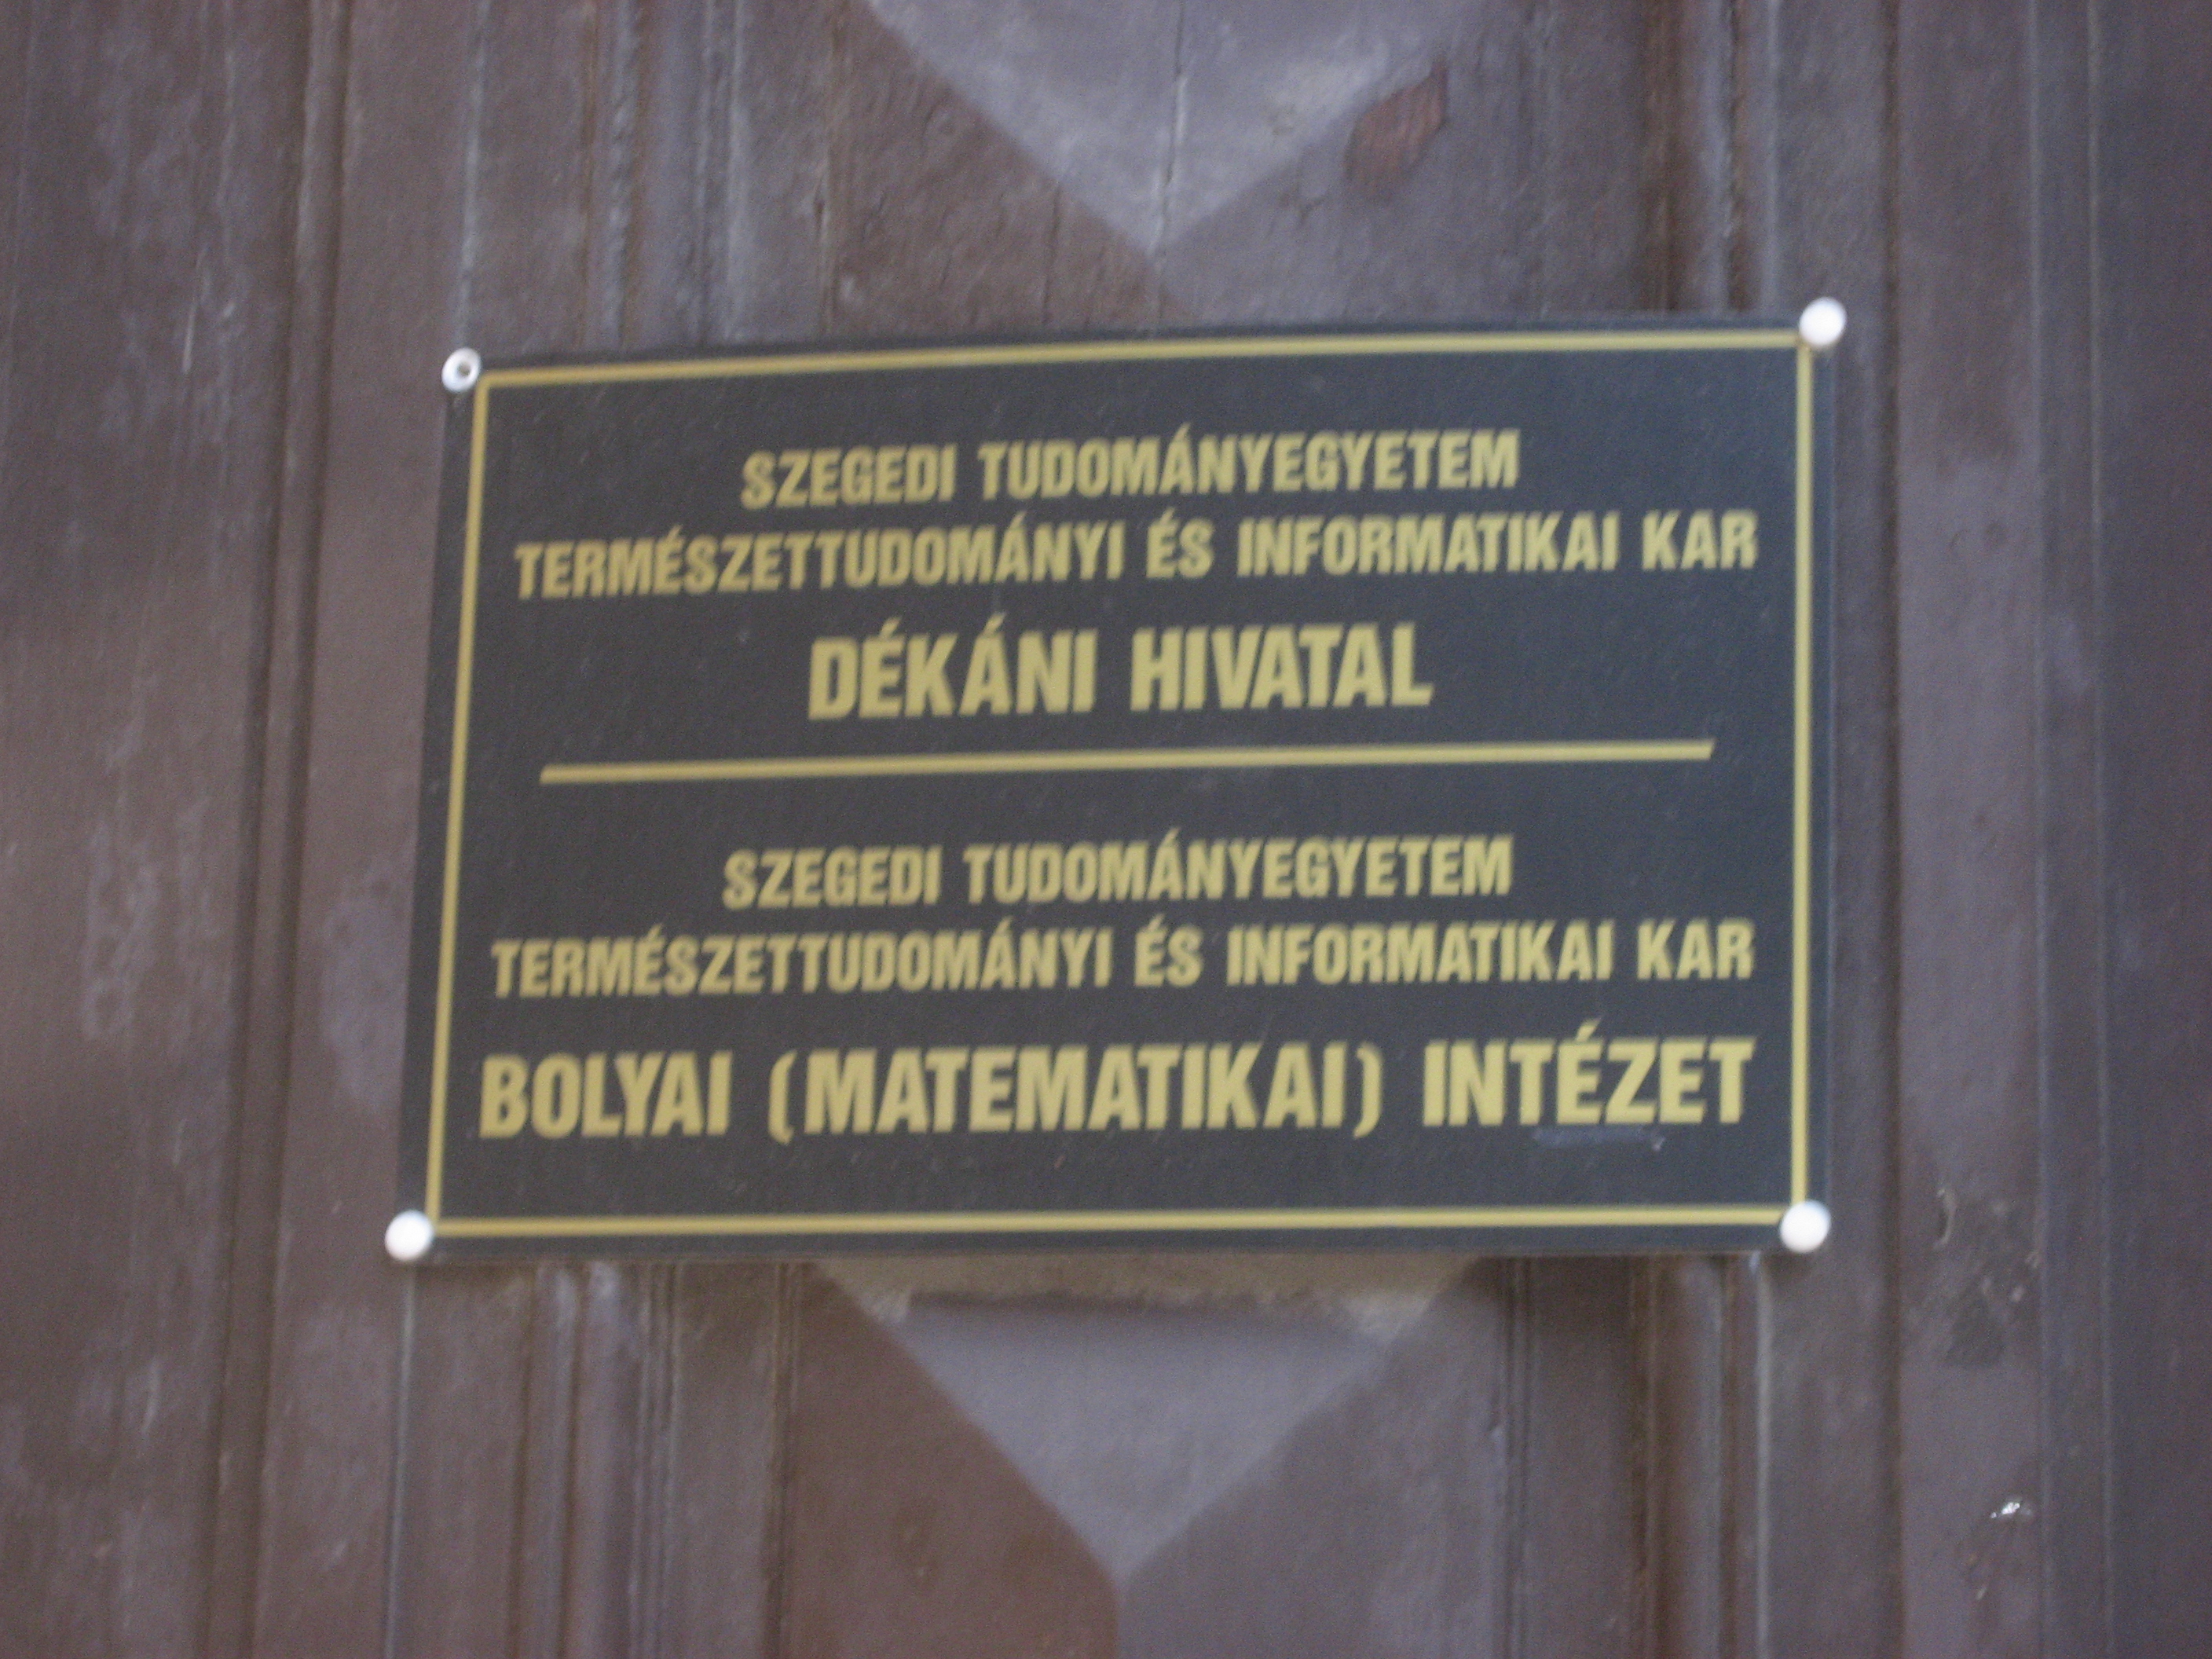 SZEGEDI TUDOMÁNYEGYETEM
TERMÉSZETTUDOMÁNYI ÉS INFORMATIKAI KAR
DÉKÁNI HIVATAL
SZEGEDI TUDOMÁNYEGYETEM
TERMÉSZETTUDOMÁNYI ÉS INFORMATIKAI KAR
BOLYAI (MATEMATIKAI) INTÉZET